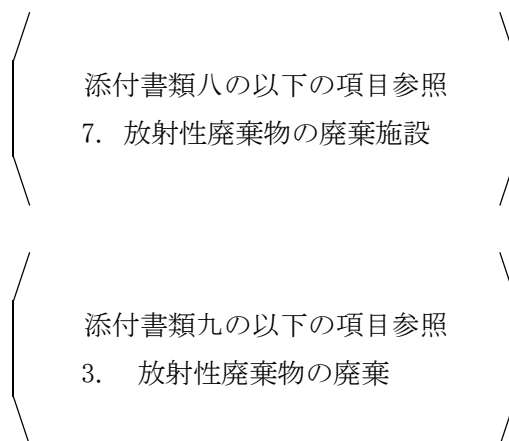 添付書類八の以下の項目参照
7. 放射性廃棄物の廃棄施設
添付書類九の以下の項目参照
3. 放射性廃棄物の廃棄